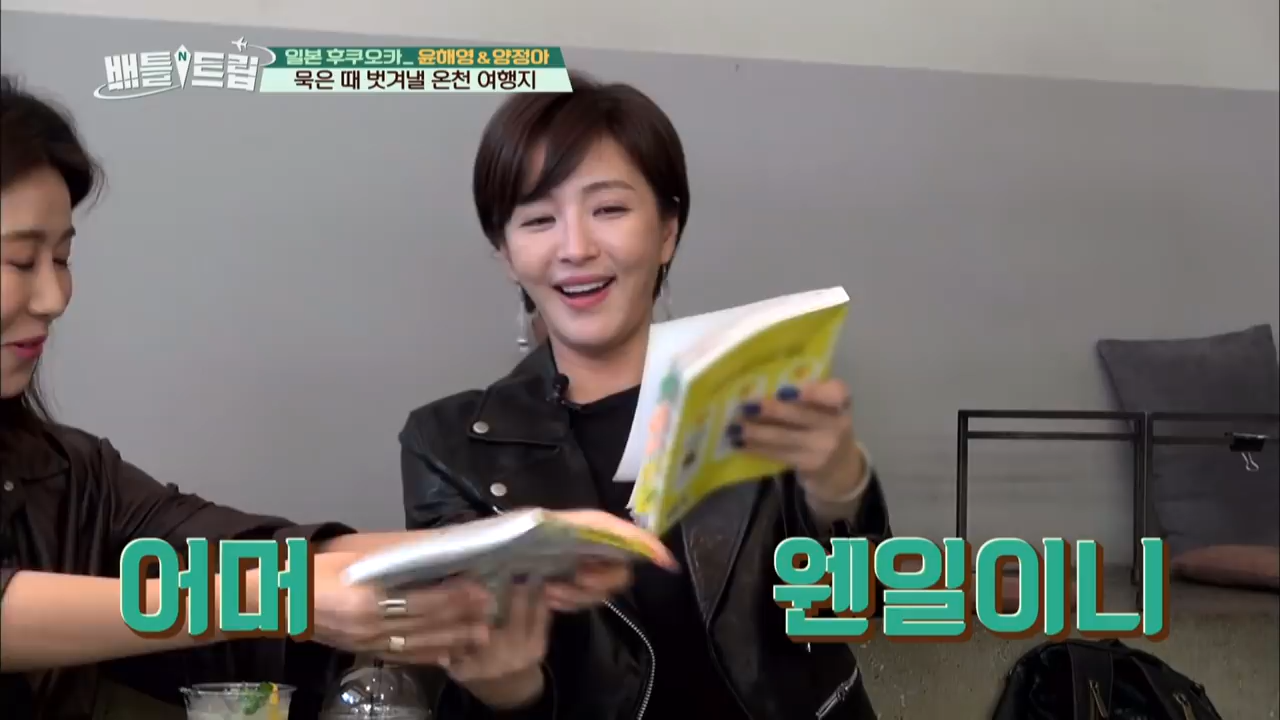 배틀트립
일본 후쿠오카_ 윤해영&양정아
묵은 때 벗겨낼 온천 여행지
어머 웬일이니